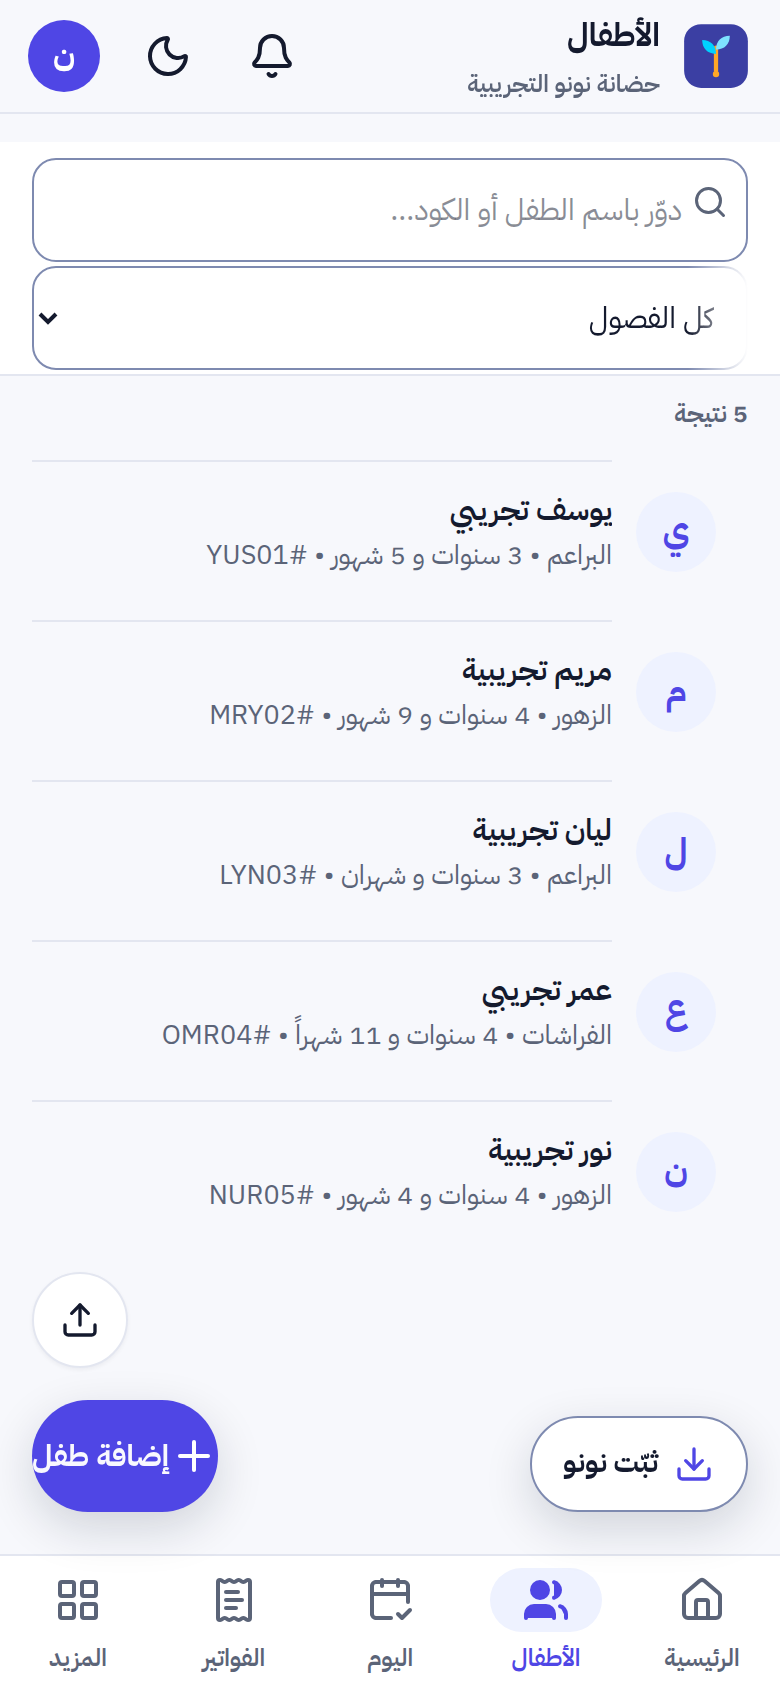 الأطفال
حضانة نونو التجريبية
ن
دوّر باسم الطفل أو الكود...
كل الفصول
5 نتيجة
ي
يوسف تجريبي
البراعم • 3 سنوات و 5 شهور • #YUS01
م
مريم تجريبية
الزهور • 4 سنوات و 9 شهور • #MRY02
ل
ليان تجريبية
البراعم • 3 سنوات و شهران • #LYN03
ع
عمر تجريبي
الفراشات • 4 سنوات و 11 شهراً • #OMR04
ن
نور تجريبية
الزهور • 4 سنوات و 4 شهور • #NUR05
ثبّت نونو
إضافة طفل
الرئيسية
الأطفال
اليوم
الفواتير
المزيد